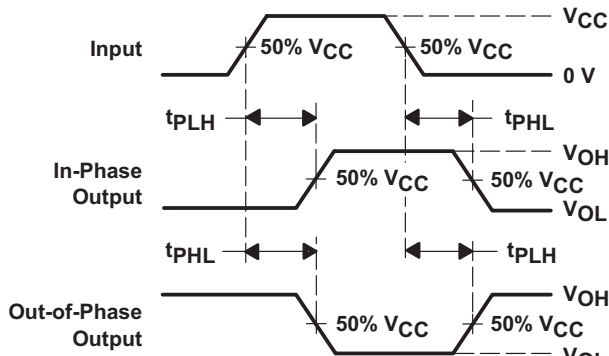 Input
50% VCC
50% VCC
VCC
0 V
tPLH
tPHL
In-Phase
Output
50% VCC
50% VCC
VOH
VOL
tPHL
tPLH
Out-of-Phase
Output
50% VCC
50% VCC
VOH
VOL